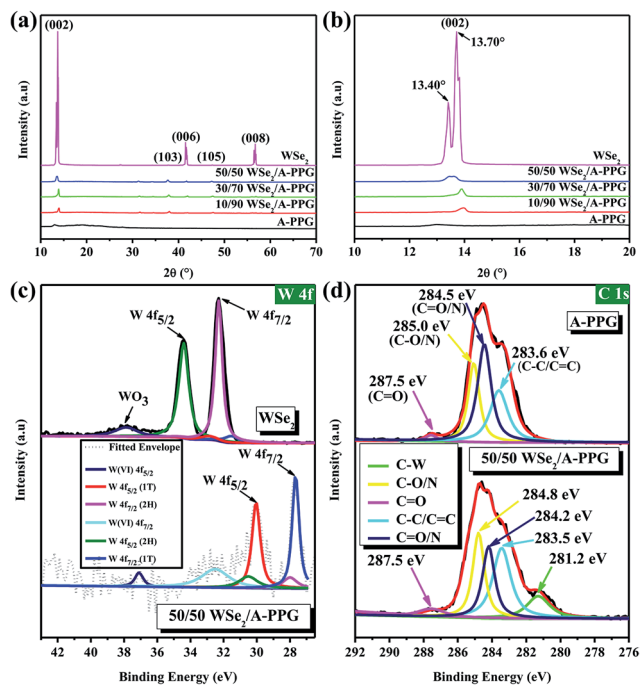 (a)
(002)
(006)
(008)
(103)
(105)
WSe2
50/50 WSe2/A-PPG
30/70 WSe2/A-PPG
10/90 WSe2/A-PPG
A-PPG
Intensity (a.u)
10 20 30 40 50 60 70
2θ (°)
(b)
(002)
13.70°
13.40°
WSe2
50/50 WSe2/A-PPG
30/70 WSe2/A-PPG
10/90 WSe2/A-PPG
A-PPG
Intensity (a.u)
10 12 14 16 18 20
2θ (°)
(c)
W 4f
W 4f7/2
W 4f5/2
WO3
WSe2
Fitted Envelope
W(VI) 4f5/2
W 4f5/2 (1T)
W 4f7/2 (2H)
W(VI) 4f7/2
W 4f5/2 (2H)
W 4f7/2 (1T)
W 4f7/2
W 4f5/2
50/50 WSe2/A-PPG
Intensity (a.u)
42 40 38 36 34 32 30 28
Binding Energy (eV)
(d)
C 1s
A-PPG
284.5 eV
(C=O/N)
285.0 eV
(C-O/N)
283.6 eV
(C-C/C=C)
287.5 eV
(C=O)
50/50 WSe2/A-PPG
C-W
C-O/N
C=O
C-C/C=C
C=O/N
284.8 eV
284.2 eV
283.5 eV
281.2 eV
287.5 eV
Intensity (a.u)
292 290 288 286 284 282 280 278 276
Binding Energy (eV)